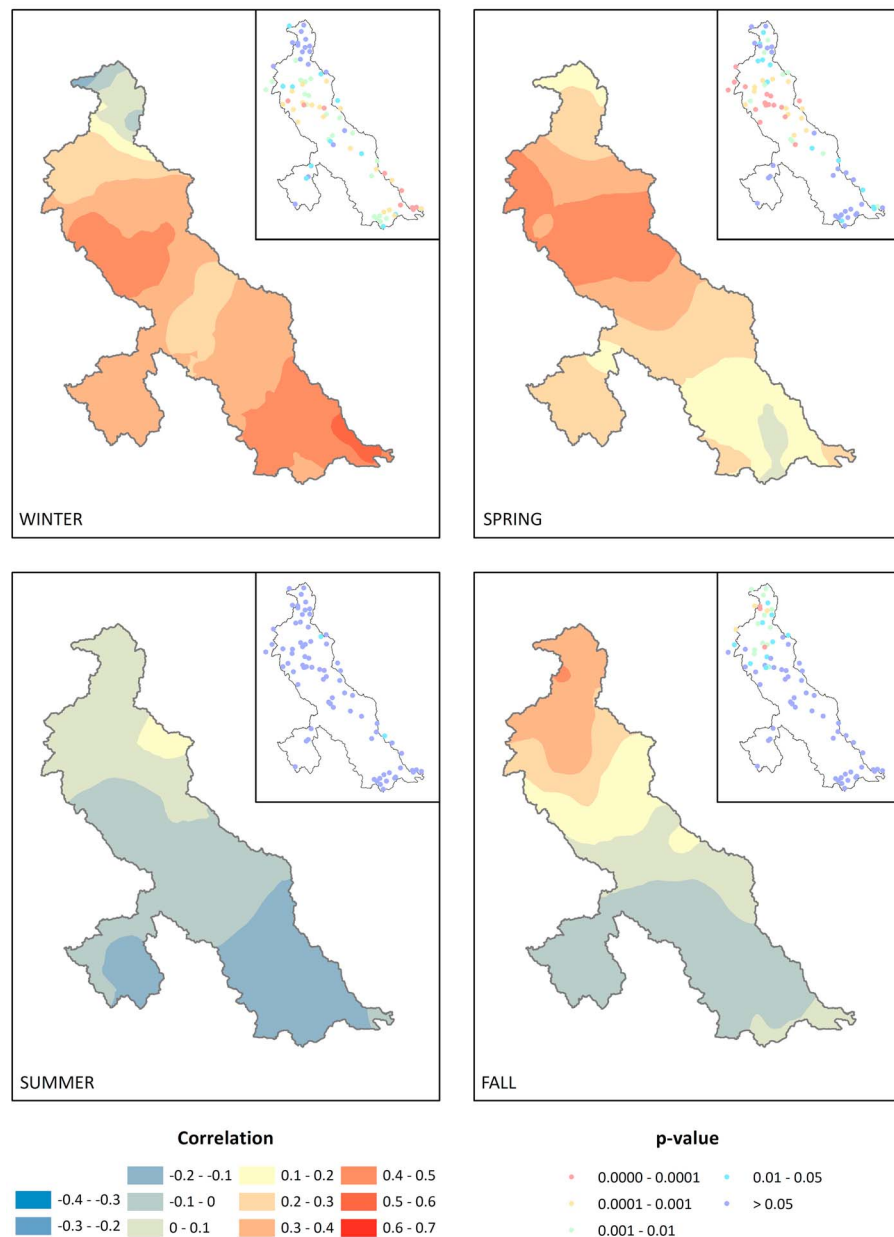 WINTER
SPRING
SUMMER
FALL
Correlation
p-value
-0.4 - -0.3
-0.3 - -0.2
-0.2 - -0.1
-0.1 - 0
0 - 0.1
0.1 - 0.2
0.2 - 0.3
0.3 - 0.4
0.4 - 0.5
0.5 - 0.6
0.6 - 0.7
0.0000 - 0.0001
0.0001 - 0.001
0.001 - 0.01
0.01 - 0.05
> 0.05